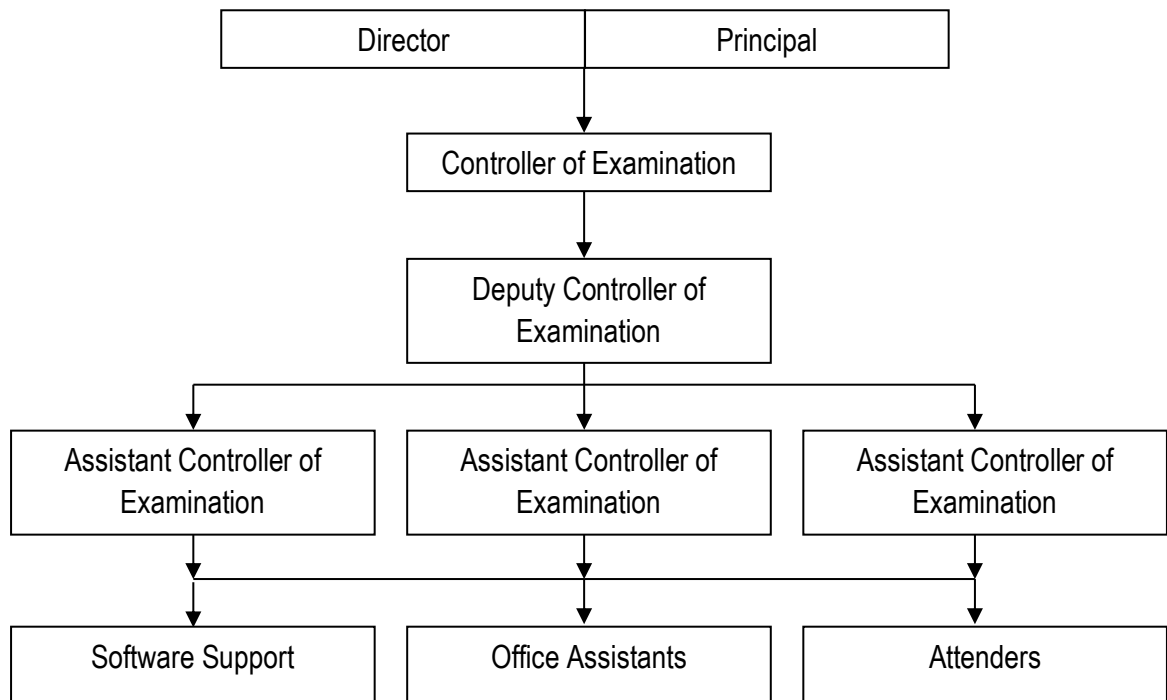 Director
Principal
Controller of Examination
Deputy Controller of
Examination
Assistant Controller of
Examination
Assistant Controller of
Examination
Assistant Controller of
Examination
Software Support
Office Assistants
Attenders